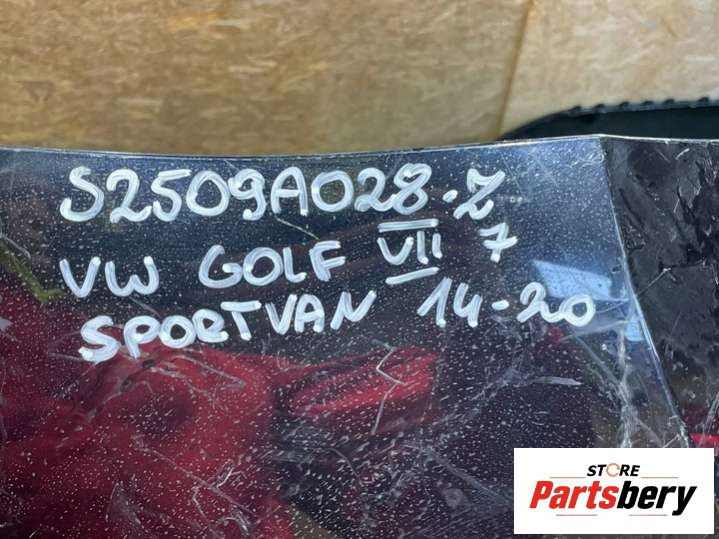 S2509A028.Z
VW GOLF VII 7
SPORTVAN 14-20
STORE
Partsbery